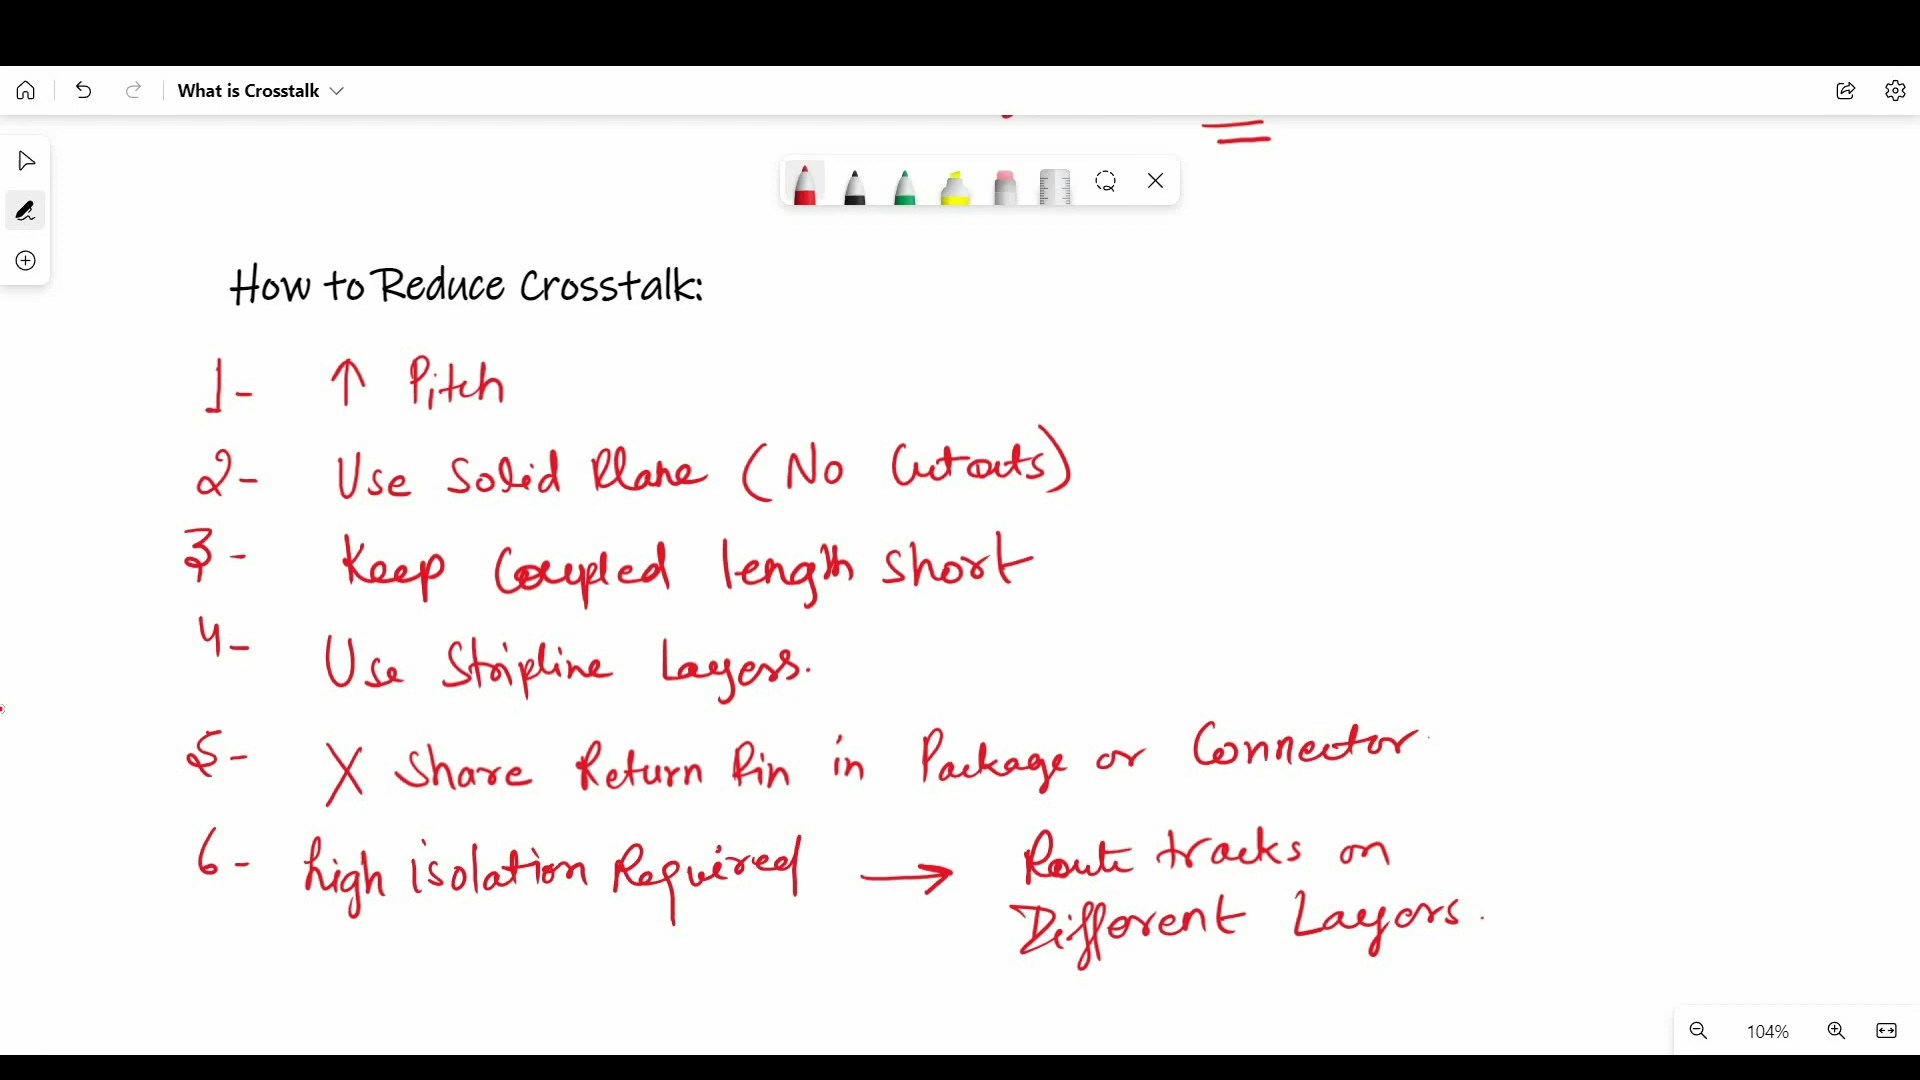 What is Crosstalk
How to Reduce Crosstalk:
1- ↑ Pitch
2- Use Solid Plane (No Cutouts)
3- Keep Coupled length short
4- Use Stripline Layers.
5- X Share Return Pin in Package or Connector
6- high isolation Required → Route tracks on
Different Layers.
104%